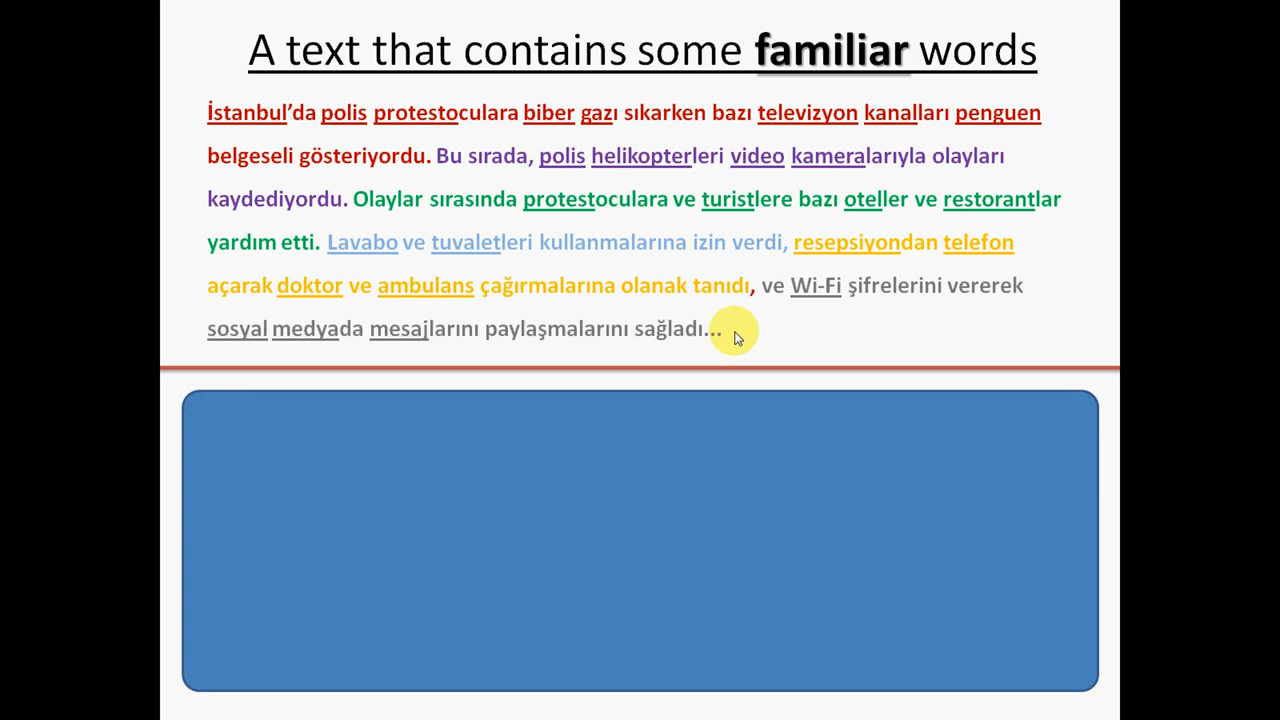 A text that contains some familiar words
İstanbul’da polis protestoculara biber gazı sıkarken bazı televizyon kanalları penguen
belgeseli gösteriyordu. Bu sırada, polis helikopterleri video kameralarıyla olayları
kaydediyordu. Olaylar sırasında protestoculara ve turistlere bazı oteller ve restorantlar
yardım etti. Lavabo ve tuvaletleri kullanmalarına izin verdi, resepsiyondan telefon
açarak doktor ve ambulans çağırmalarına olanak tanıdı, ve Wi-Fi şifrelerini vererek
sosyal medyada mesajlarını paylaşmalarını sağladı...